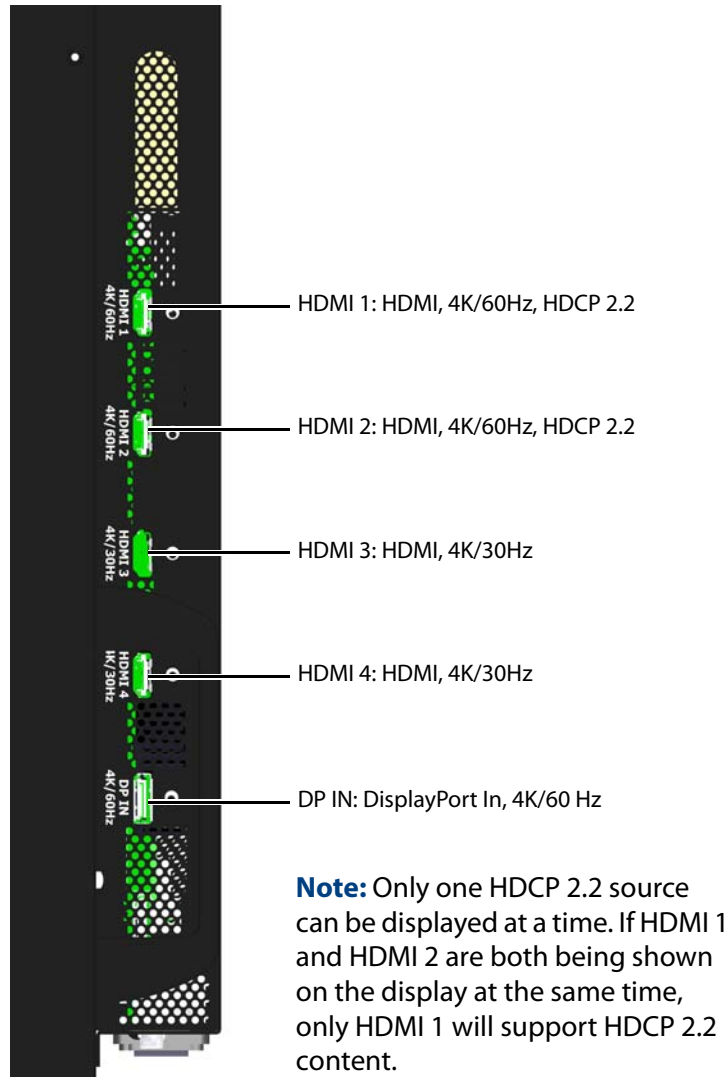 HDMI 1
4K/60Hz
HDMI 1: HDMI, 4K/60Hz, HDCP 2.2
HDMI 2
4K/60Hz
HDMI 2: HDMI, 4K/60Hz, HDCP 2.2
HDMI 3
4K/30Hz
HDMI 3: HDMI, 4K/30Hz
HDMI 4
4K/30Hz
HDMI 4: HDMI, 4K/30Hz
DP IN
4K/60Hz
DP IN: DisplayPort In, 4K/60 Hz
Note: Only one HDCP 2.2 source
can be displayed at a time. If HDMI 1
and HDMI 2 are both being shown
on the display at the same time,
only HDMI 1 will support HDCP 2.2
content.